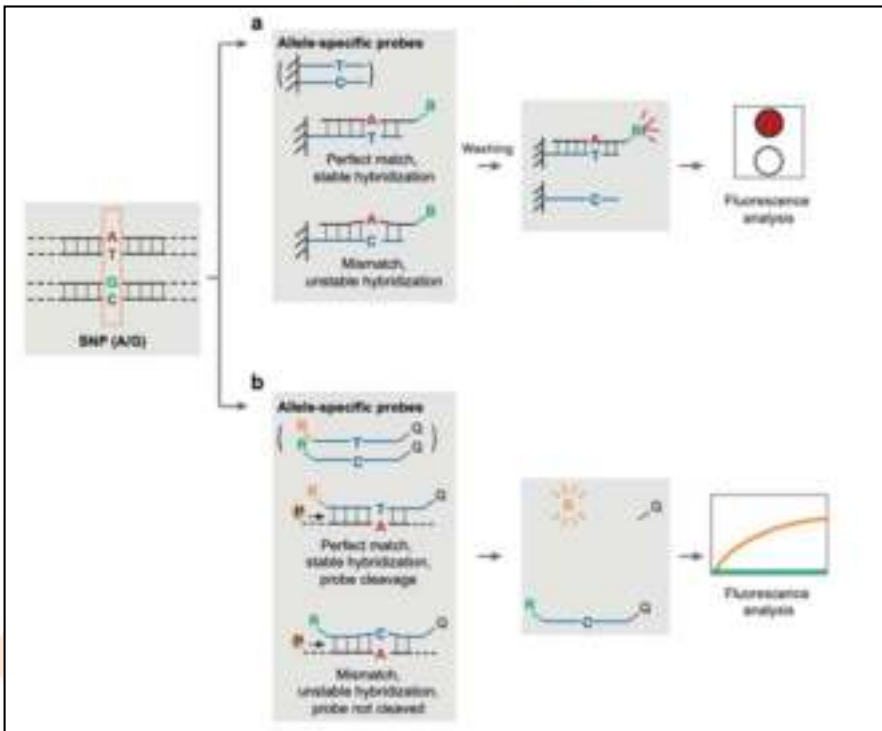 A
T
G
C
SNP (A/G)
a
Allele-specific probes
T
C
B
A
T
Perfect match,
stable hybridization
B
A
C
Mismatch,
unstable hybridization
Washing
A
T
C
Fluorescence
analysis
b
Allele-specific probes
R
T
Q
R
C
Q
R
Q
T
A
Perfect match,
stable hybridization,
probe cleavage
R
C
Q
A
Mismatch,
unstable hybridization,
probe not cleaved
Q
R
C
Q
Fluorescence
analysis